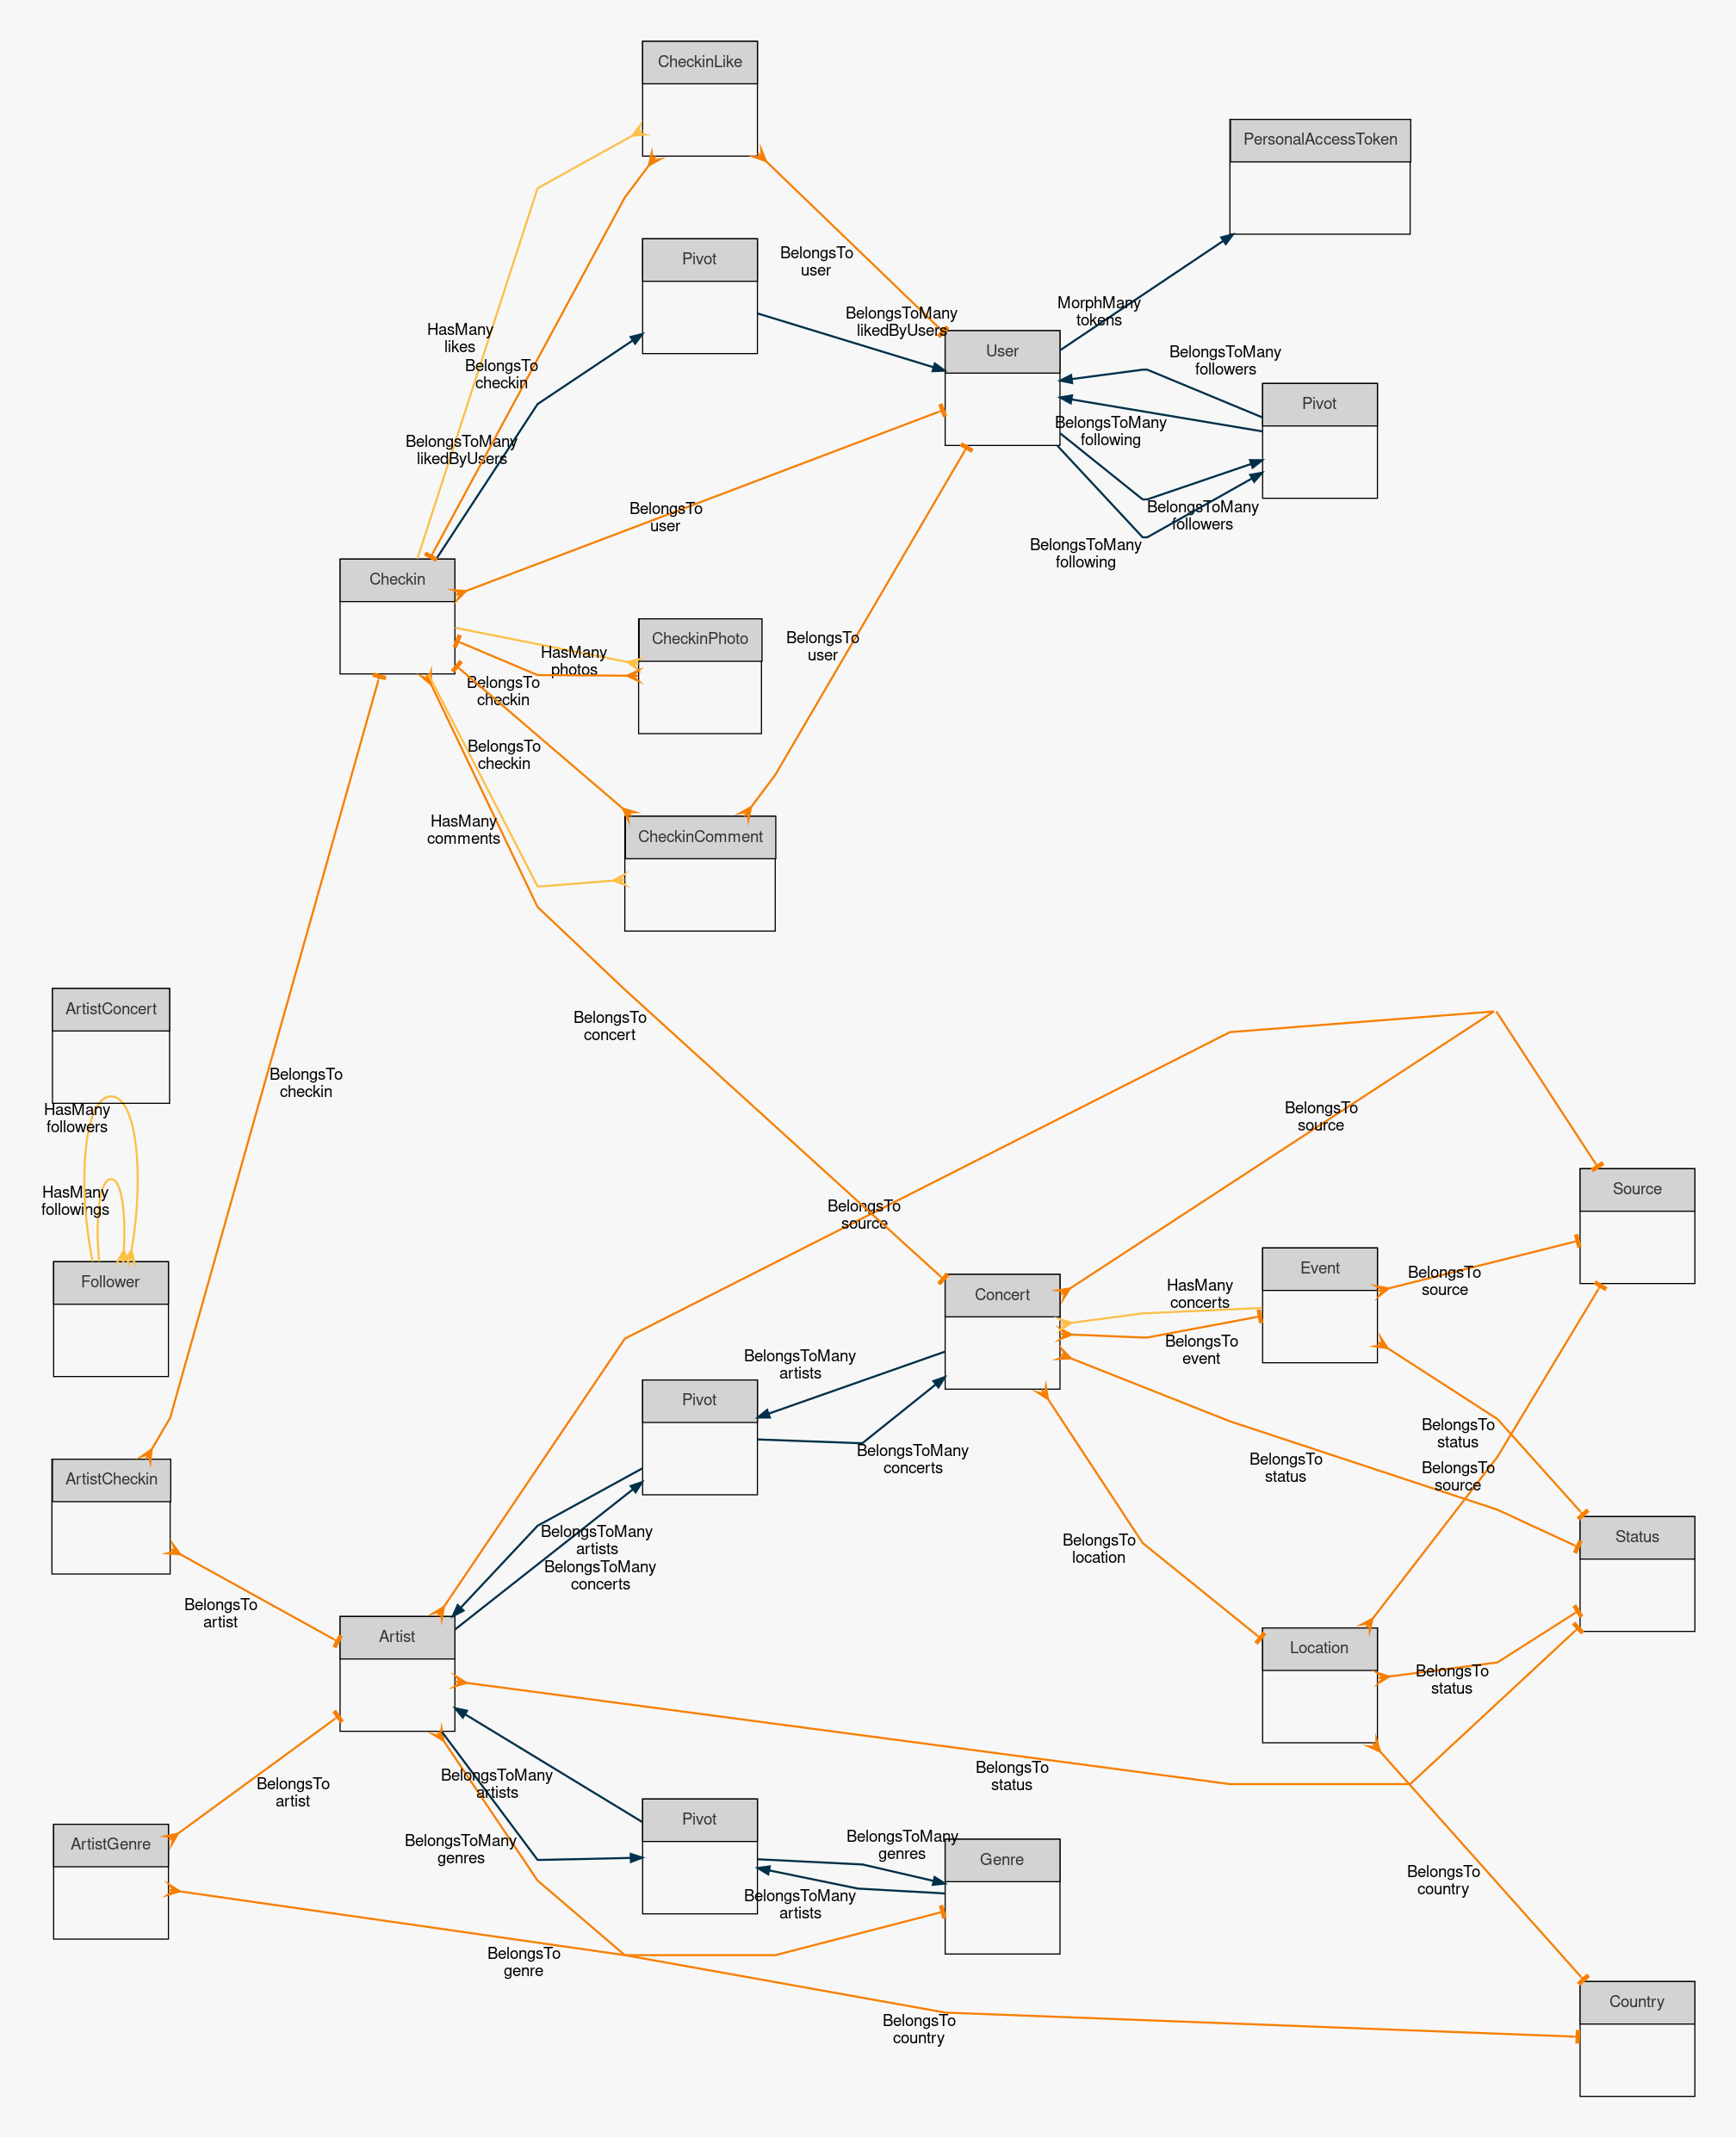 CheckinLike
PersonalAccessToken
Pivot
BelongsTo
user
MorphMany
tokens
BelongsToMany
likedByUsers
HasMany
likes
User
BelongsToMany
followers
BelongsTo
checkin
Pivot
BelongsToMany
following
BelongsToMany
likedByUsers
BelongsTo
user
BelongsToMany
followers
BelongsToMany
following
Checkin
CheckinPhoto
HasMany
photos
BelongsTo
user
BelongsTo
checkin
BelongsTo
checkin
HasMany
comments
CheckinComment
ArtistConcert
BelongsTo
concert
BelongsTo
checkin
HasMany
followers
BelongsTo
source
HasMany
followings
BelongsTo
source
Source
Follower
Concert
HasMany
concerts
Event
BelongsTo
source
BelongsTo
event
BelongsToMany
artists
Pivot
BelongsToMany
concerts
BelongsTo
status
BelongsTo
status
BelongsTo
source
ArtistCheckin
BelongsToMany
artists
BelongsToMany
concerts
BelongsTo
location
Status
BelongsTo
artist
Artist
Location
BelongsTo
status
BelongsTo
artist
BelongsToMany
artists
BelongsTo
status
Pivot
ArtistGenre
BelongsToMany
genres
BelongsToMany
genres
Genre
BelongsToMany
artists
BelongsTo
country
BelongsTo
genre
BelongsTo
country
Country